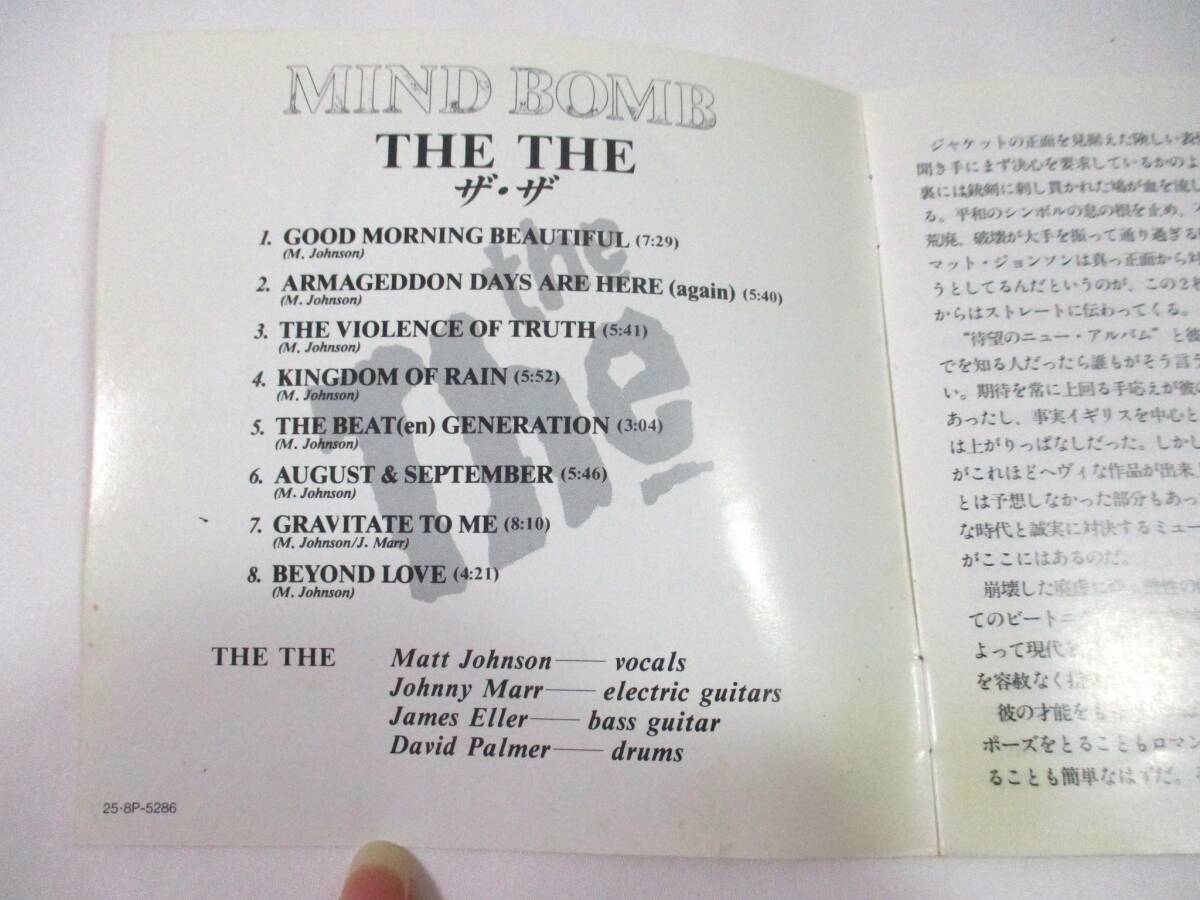 MIND BOMB
THE THE
ザ・ザ
the
the
1. GOOD MORNING BEAUTIFUL (7:29)
(M. Johnson)
2. ARMAGEDDON DAYS ARE HERE (again) (5:40)
(M. Johnson)
3. THE VIOLENCE OF TRUTH (5:41)
(M. Johnson)
4. KINGDOM OF RAIN (5:52)
(M. Johnson)
5. THE BEAT(en) GENERATION (3:04)
(M. Johnson)
6. AUGUST & SEPTEMBER (5:46)
(M. Johnson)
7. GRAVITATE TO ME (8:10)
(M. Johnson/J. Marr)
8. BEYOND LOVE (4:21)
(M. Johnson)
THE THE Matt Johnson—— vocals
Johnny Marr—— electric guitars
James Eller—— bass guitar
David Palmer—— drums
25・8P-5286
ジャケットの正面を見据えた険しい表
聞き手にまず決心を要求しているかのよ
裏には銃剣に刺し貫かれた鳩が血を流し
る。平和のシンボルの息の根を止め、
荒廃、破壊が大手を振って通り過ぎる
マット・ジョンソンは真っ正面から対
うとしてるんだというのが、この2
からはストレートに伝わってくる。
“待望のニュー・アルバム”と彼
でを知る人だったら誰もがそう言う
い。期待を常に上回る手応えが彼の
あったし、事実イギリスを中心と
は上がりっぱなしだった。しかし
がこれほどヘヴィな作品が出来
とは予想しなかった部分もあっ
な時代と誠実に対決するミュー
がここにはあるのだ。
崩壊した廃虚に
てのビートニ
よって現代を
を容赦なく
彼の才能をも
ポーズをとることもロマン
ることも簡単なはずだ。